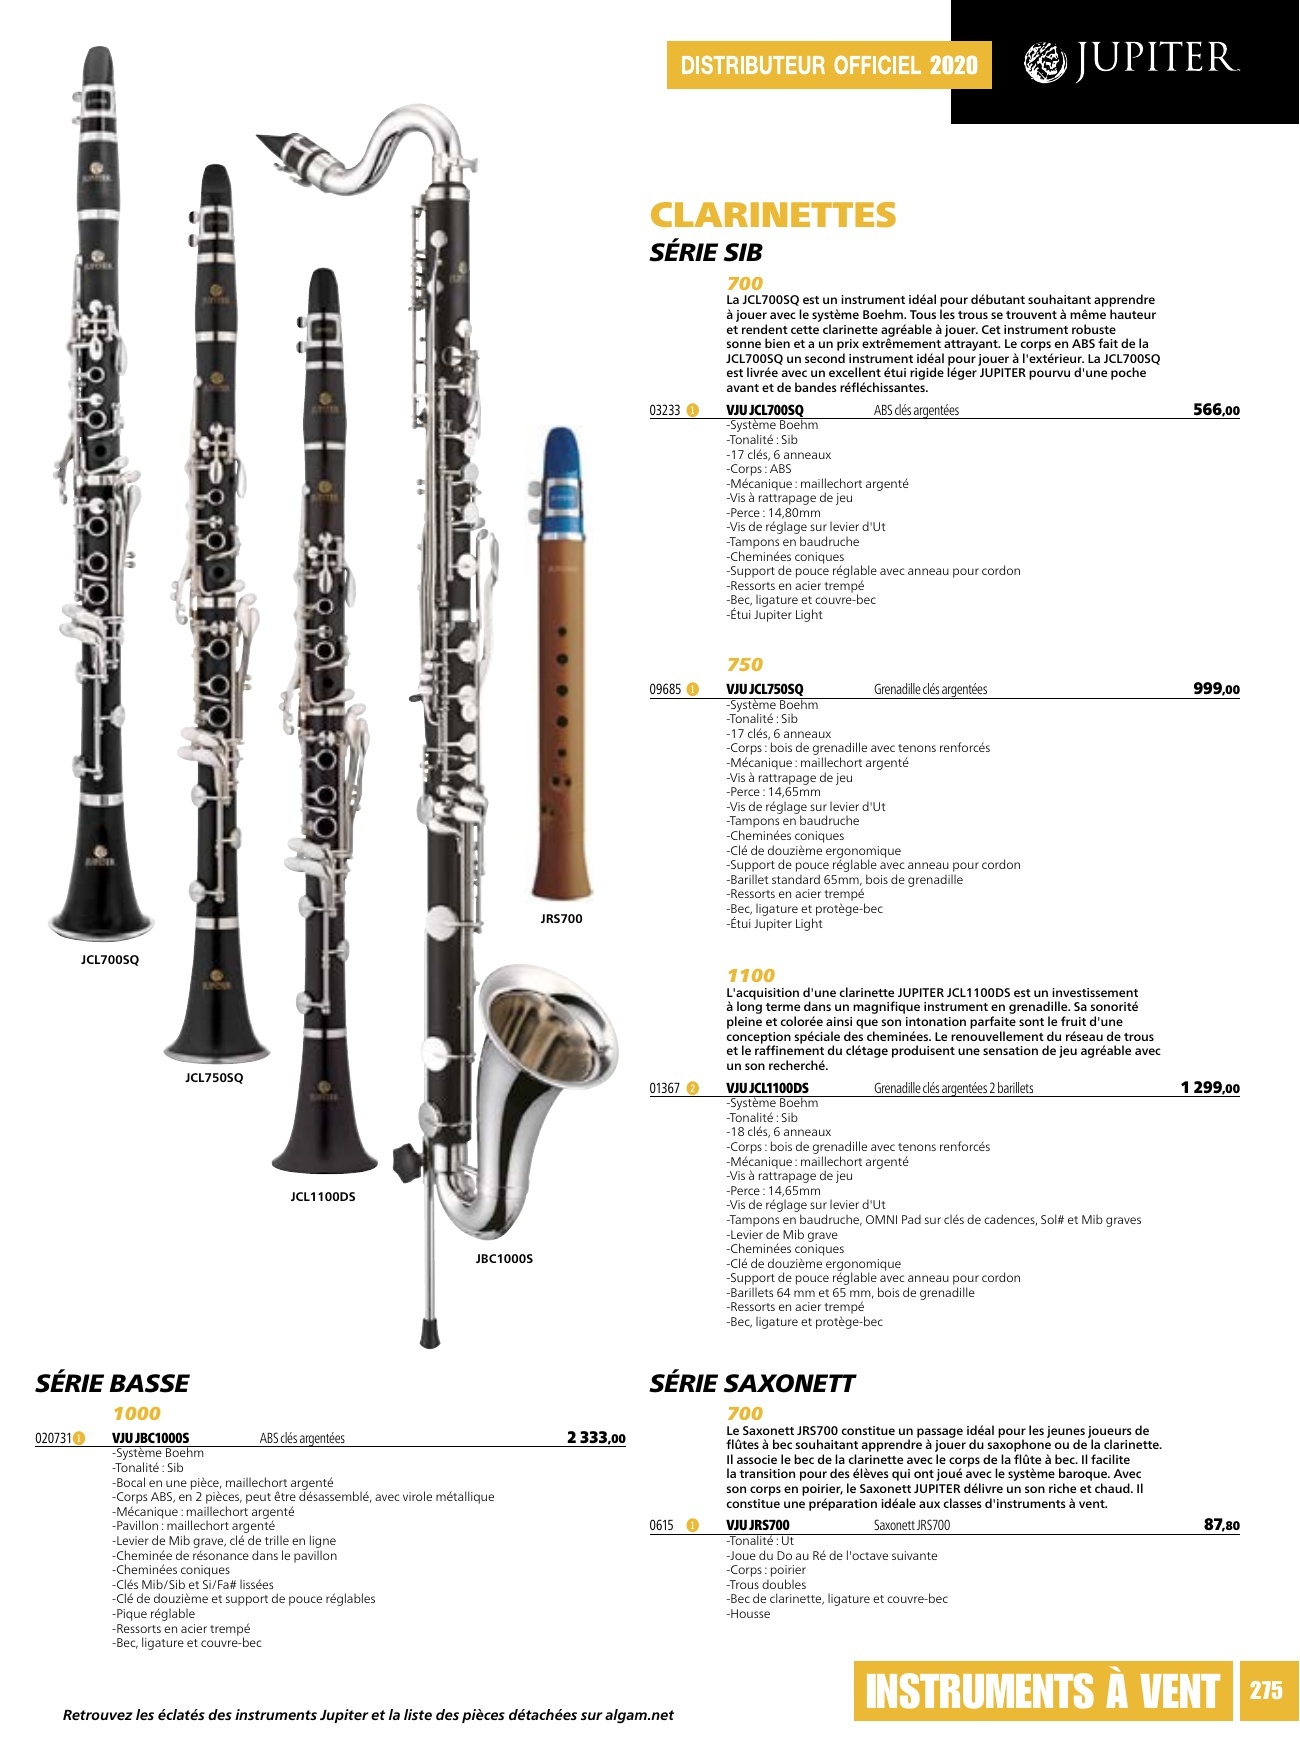 DISTRIBUTEUR OFFICIEL 2020
JUPITER
CLARINETTES
SÉRIE SIB
700
La JCL700SQ est un instrument idéal pour débutant souhaitant apprendre
à jouer avec le système Boehm. Tous les trous se trouvent à même hauteur
et rendent cette clarinette agréable à jouer. Cet instrument robuste
sonne bien et a un prix extrêmement attrayant. Le corps en ABS fait de la
JCL700SQ un second instrument idéal pour jouer à l'extérieur. La JCL700SQ
est livrée avec un excellent étui rigide léger JUPITER pourvu d'une poche
avant et de bandes réfléchissantes.
03233 1 VJU JCL700SQ ABS clés argentées 566,00
-Système Boehm
-Tonalité : Sib
-17 clés, 6 anneaux
-Corps : ABS
-Mécanique : maillechort argenté
-Vis à rattrapage de jeu
-Perce : 14,80mm
-Vis de réglage sur levier d'Ut
-Tampons en baudruche
-Cheminées coniques
-Support de pouce réglable avec anneau pour cordon
-Ressorts en acier trempé
-Bec, ligature et couvre-bec
-Étui Jupiter Light
750
09685 1 VJU JCL750SQ Grenadille clés argentées 999,00
-Système Boehm
-Tonalité : Sib
-17 clés, 6 anneaux
-Corps : bois de grenadille avec tenons renforcés
-Mécanique : maillechort argenté
-Vis à rattrapage de jeu
-Perce : 14,65mm
-Vis de réglage sur levier d'Ut
-Tampons en baudruche
-Cheminées coniques
-Clé de douzième ergonomique
-Support de pouce réglable avec anneau pour cordon
-Barillet standard 65mm, bois de grenadille
-Ressorts en acier trempé
-Bec, ligature et protège-bec
-Étui Jupiter Light
1100
L'acquisition d'une clarinette JUPITER JCL1100DS est un investissement
à long terme dans un magnifique instrument en grenadille. Sa sonorité
pleine et colorée ainsi que son intonation parfaite sont le fruit d'une
conception spéciale des cheminées. Le renouvellement du réseau de trous
et le raffinement du clétage produisent une sensation de jeu agréable avec
un son recherché.
01367 2 VJU JCL1100DS Grenadille clés argentées 2 barillets 1 299,00
-Système Boehm
-Tonalité : Sib
-18 clés, 6 anneaux
-Corps : bois de grenadille avec tenons renforcés
-Mécanique : maillechort argenté
-Vis à rattrapage de jeu
-Perce : 14,65mm
-Vis de réglage sur levier d'Ut
-Tampons en baudruche, OMNI Pad sur clés de cadences, Sol# et Mib graves
-Levier de Mib grave
-Cheminées coniques
-Clé de douzième ergonomique
-Support de pouce réglable avec anneau pour cordon
-Barillets 64 mm et 65 mm, bois de grenadille
-Ressorts en acier trempé
-Bec, ligature et protège-bec
JRS700
JCL700SQ
JCL750SQ
JCL1100DS
JBC1000S
SÉRIE BASSE
1000
020731 1 VJU JBC1000S ABS clés argentées 2 333,00
-Système Boehm
-Tonalité : Sib
-Bocal en une pièce, maillechort argenté
-Corps ABS, en 2 pièces, peut être désassemblé, avec virole métallique
-Mécanique : maillechort argenté
-Pavillon : maillechort argenté
-Levier de Mib grave, clé de trille en ligne
-Cheminée de résonance dans le pavillon
-Cheminées coniques
-Clés Mib/Sib et Si/Fa# lissées
-Clé de douzième et support de pouce réglables
-Pique réglable
-Ressorts en acier trempé
-Bec, ligature et couvre-bec
SÉRIE SAXONETT
700
Le Saxonett JRS700 constitue un passage idéal pour les jeunes joueurs de
flûtes à bec souhaitant apprendre à jouer du saxophone ou de la clarinette.
Il associe le bec de la clarinette avec le corps de la flûte à bec. Il facilite
la transition pour des élèves qui ont joué avec le système baroque. Avec
son corps en poirier, le Saxonett JUPITER délivre un son riche et chaud. Il
constitue une préparation idéale aux classes d'instruments à vent.
0615 1 VJU JRS700 Saxonett JRS700 87,80
-Tonalité : Ut
-Joue du Do au Ré de l'octave suivante
-Corps : poirier
-Trous doubles
-Bec de clarinette, ligature et couvre-bec
-Housse
INSTRUMENTS À VENT 275
Retrouvez les éclatés des instruments Jupiter et la liste des pièces détachées sur algam.net